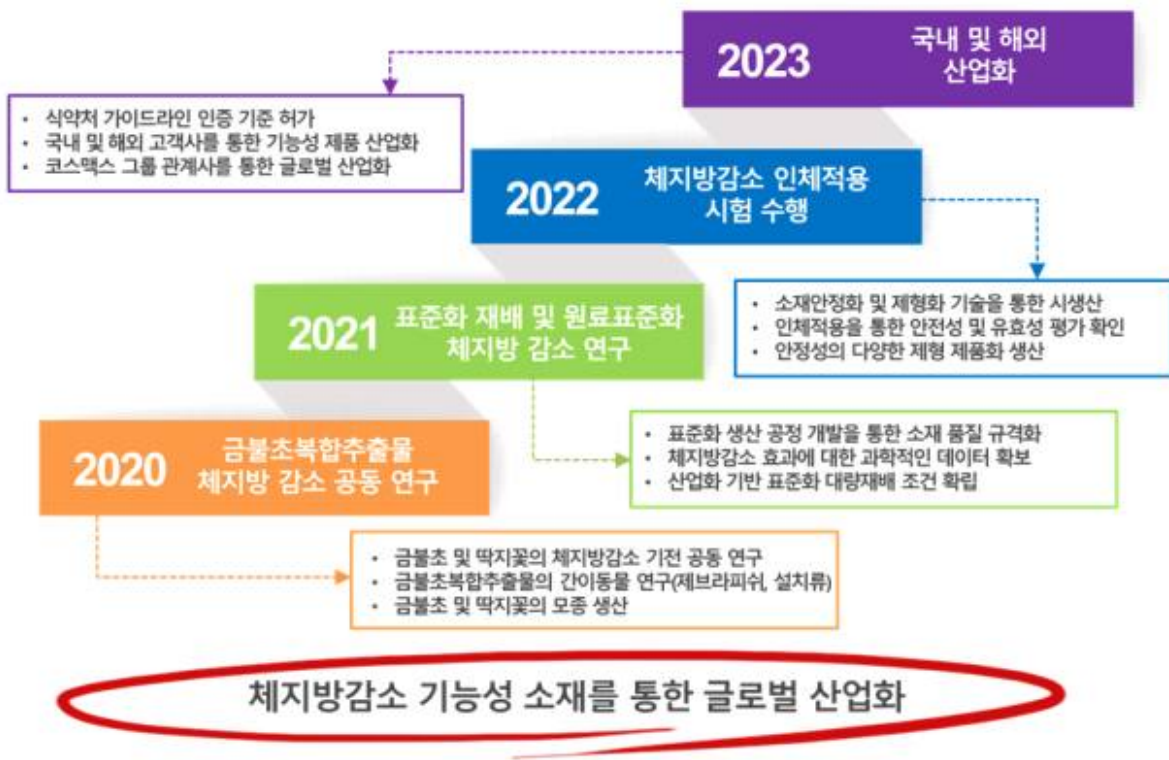 2023
국내 및 해외
산업화
• 식약처 가이드라인 인증 기준 허가
• 국내 및 해외 고객사를 통한 기능성 제품 산업화
• 코스맥스 그룹 관계사를 통한 글로벌 산업화
2022
체지방감소 인체적용
시험 수행
• 소재안정화 및 제형화 기술을 통한 시생산
• 인체적용을 통한 안전성 및 유효성 평가 확인
• 안정성의 다양한 제형 제품화 생산
2021
표준화 재배 및 원료표준화
체지방 감소 연구
• 표준화 생산 공정 개발을 통한 소재 품질 규격화
• 체지방감소 효과에 대한 과학적인 데이터 확보
• 산업화 기반 표준화 대량재배 조건 확립
2020
금불초복합추출물
체지방 감소 공동 연구
• 금불초 및 딱지꽃의 체지방감소 기전 공동 연구
• 금불초복합추출물의 간이동물 연구(제브라피쉬, 설치류)
• 금불초 및 딱지꽃의 모종 생산
체지방감소 기능성 소재를 통한 글로벌 산업화